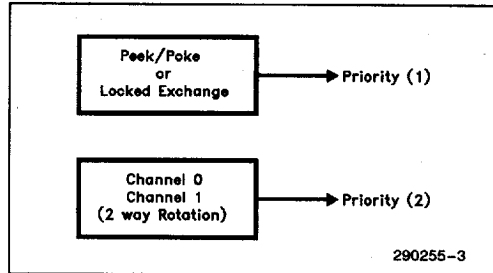 Peek/Poke
or
Locked Exchange
Priority (1)
Channel 0
Channel 1
(2 way Rotation)
Priority (2)
290255-3